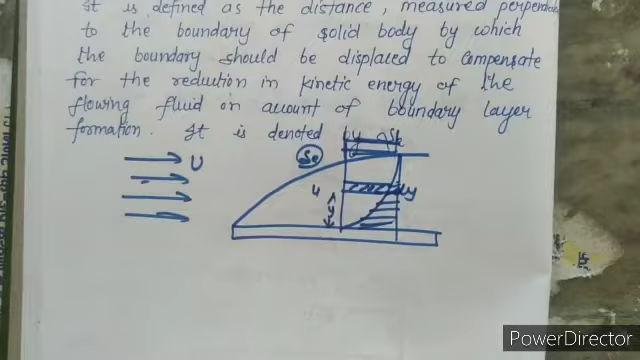 It is defined as the distance, measured perpendic
to the boundary of solid body by which
the boundary should be displaced to compensate
for the reduction in kinetic energy of the
flowing fluid on account of boundary layer
formation. It is denoted by
U
u
y
dy
PowerDirector